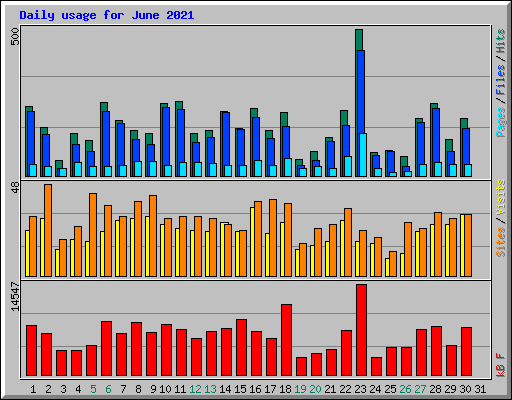 Daily usage for June 2021
500
Pages / Files / Hits
48
Sites / Visits
14547
kB F
1 2 3 4 5 6 7 8 9 10 11 12 13 14 15 16 17 18 19 20 21 22 23 24 25 26 27 28 29 30 31